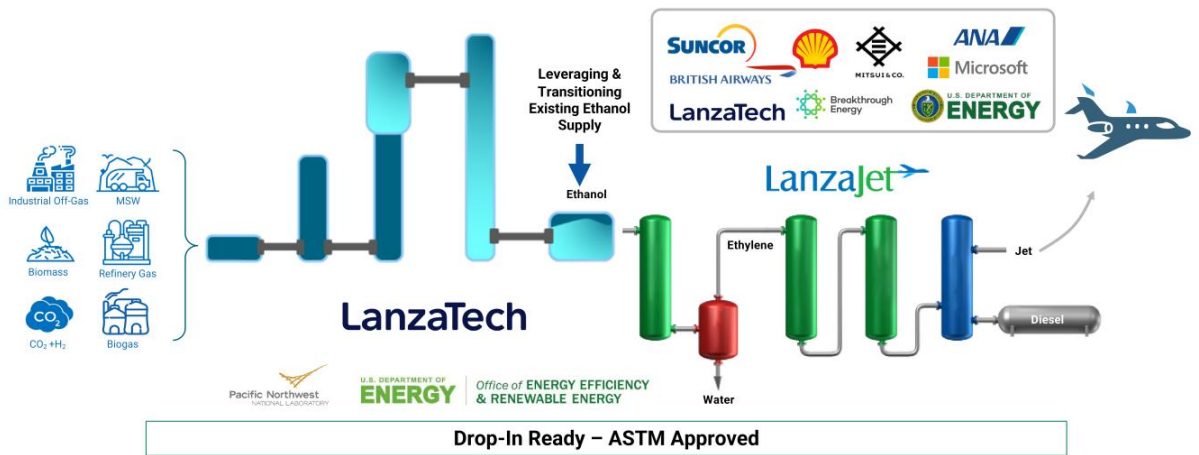 Industrial Off-Gas
MSW
Biomass
Refinery Gas
CO₂
CO₂ +H₂
Biogas
LanzaTech
Pacific Northwest
NATIONAL LABORATORY
U.S. DEPARTMENT OF
ENERGY
Office of ENERGY EFFICIENCY
& RENEWABLE ENERGY
Leveraging &
Transitioning
Existing Ethanol
Supply
Ethanol
SUNCOR
BRITISH AIRWAYS
MITSUI & CO.
ANA
Microsoft
LanzaTech
Breakthrough
Energy
U.S. DEPARTMENT OF
ENERGY
LanzaJet
Ethylene
Water
Jet
Diesel
Drop-In Ready – ASTM Approved